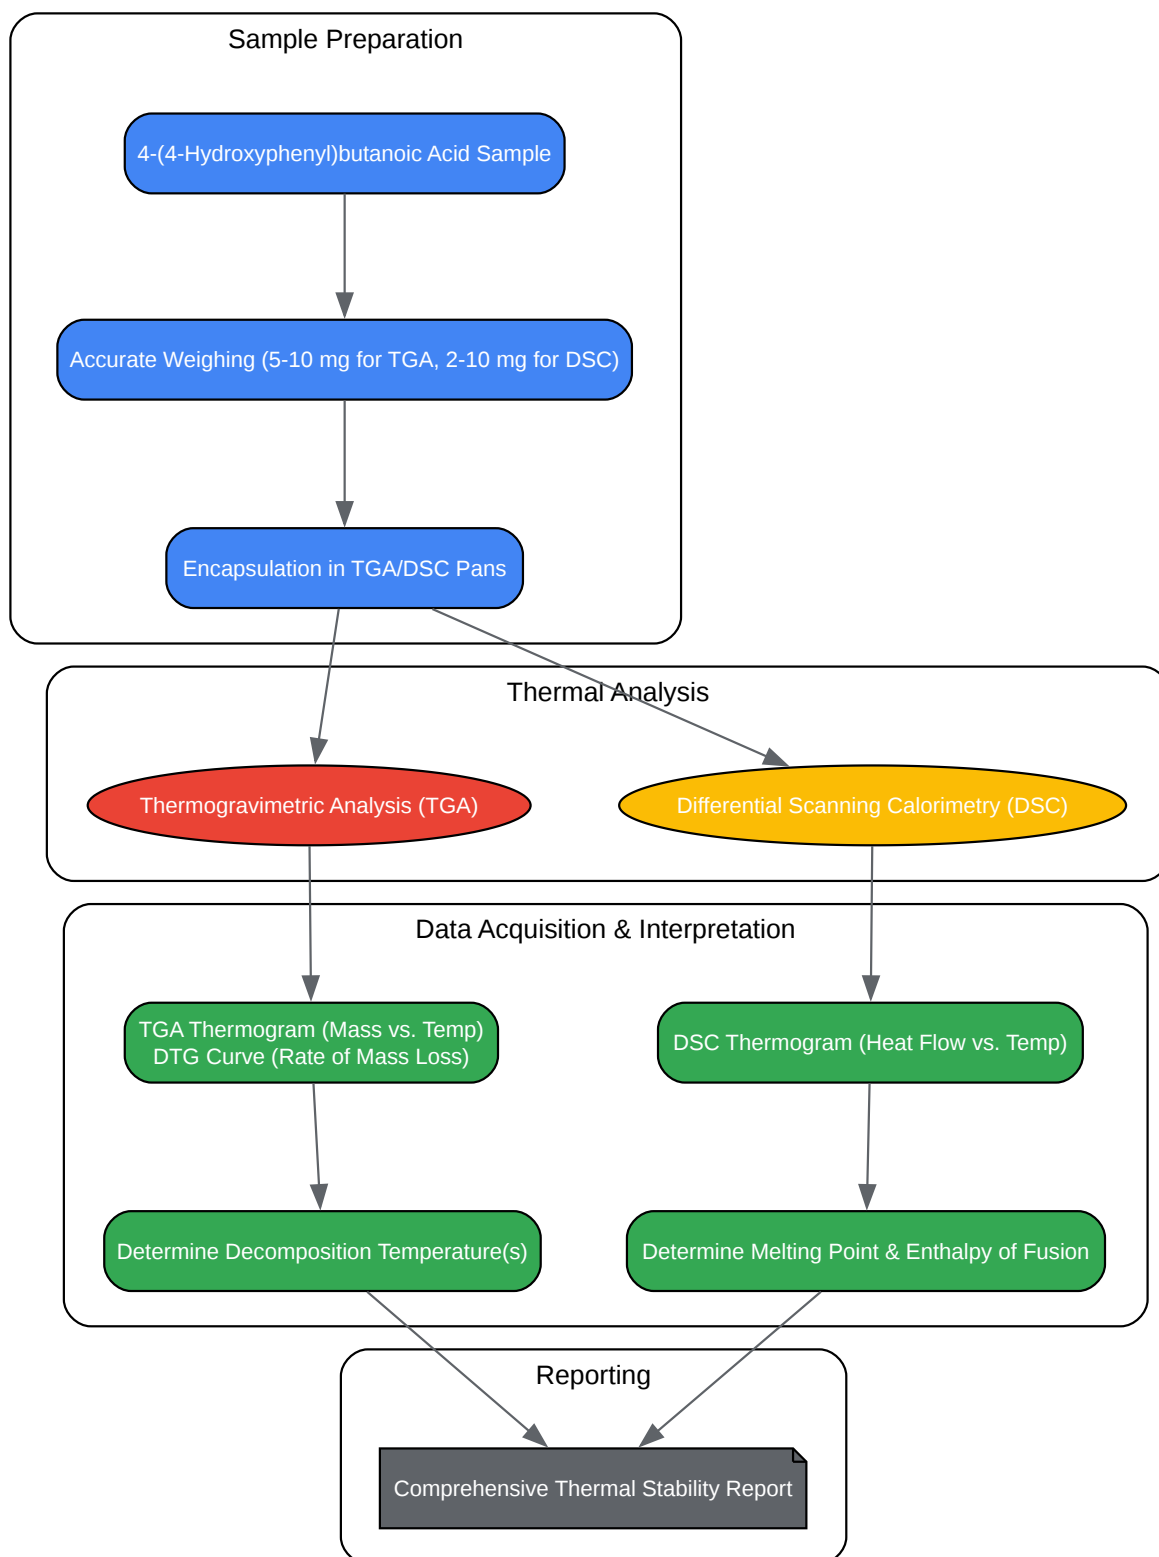 Sample Preparation
4-(4-Hydroxyphenyl)butanoic Acid Sample
Accurate Weighing (5-10 mg for TGA, 2-10 mg for DSC)
Encapsulation in TGA/DSC Pans
Thermal Analysis
Thermogravimetric Analysis (TGA)
Differential Scanning Calorimetry (DSC)
Data Acquisition & Interpretation
TGA Thermogram (Mass vs. Temp)
DTG Curve (Rate of Mass Loss)
DSC Thermogram (Heat Flow vs. Temp)
Determine Decomposition Temperature(s)
Determine Melting Point & Enthalpy of Fusion
Reporting
Comprehensive Thermal Stability Report